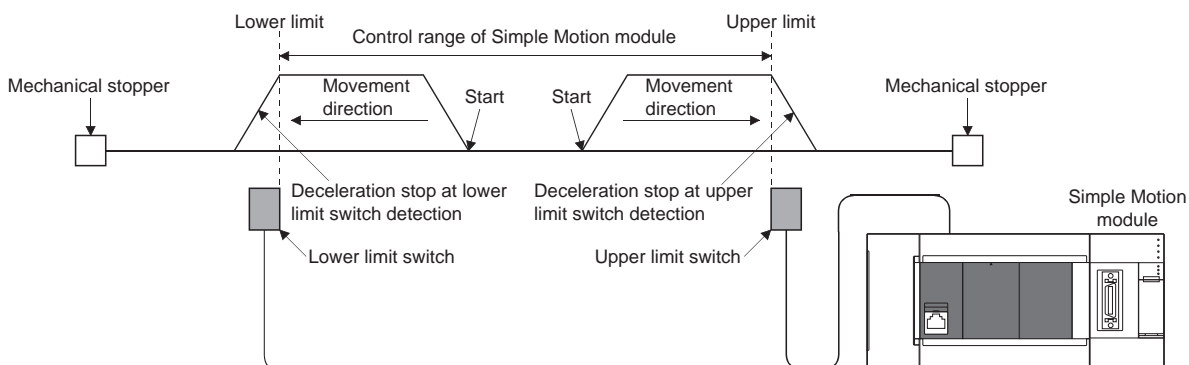 Lower limit
Upper limit
Control range of Simple Motion module
Mechanical stopper
Movement
direction
Start
Start
Movement
direction
Mechanical stopper
Deceleration stop at lower
limit switch detection
Deceleration stop at upper
limit switch detection
Simple Motion
module
Lower limit switch
Upper limit switch